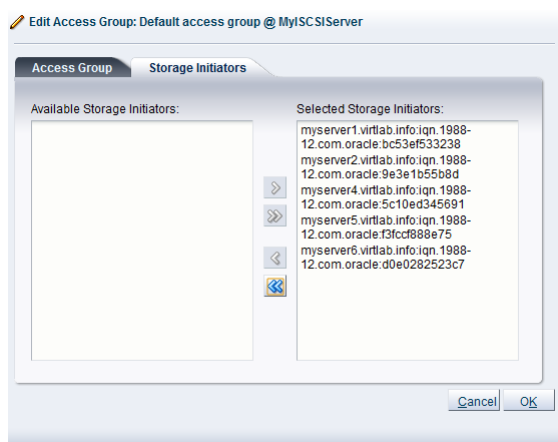 Edit Access Group: Default access group @ MyISCSIServer
Access Group
Storage Initiators
Available Storage Initiators:
Selected Storage Initiators:
myserver1.virtlab.info:iqn.1988-
12.com.oracle:bc53ef533238
myserver2.virtlab.info:iqn.1988-
12.com.oracle:9e3e1b55b8d
myserver4.virtlab.info:iqn.1988-
12.com.oracle:5c10ed345691
myserver5.virtlab.info:iqn.1988-
12.com.oracle:f3fccf888e75
myserver6.virtlab.info:iqn.1988-
12.com.oracle:d0e0282523c7
Cancel
OK